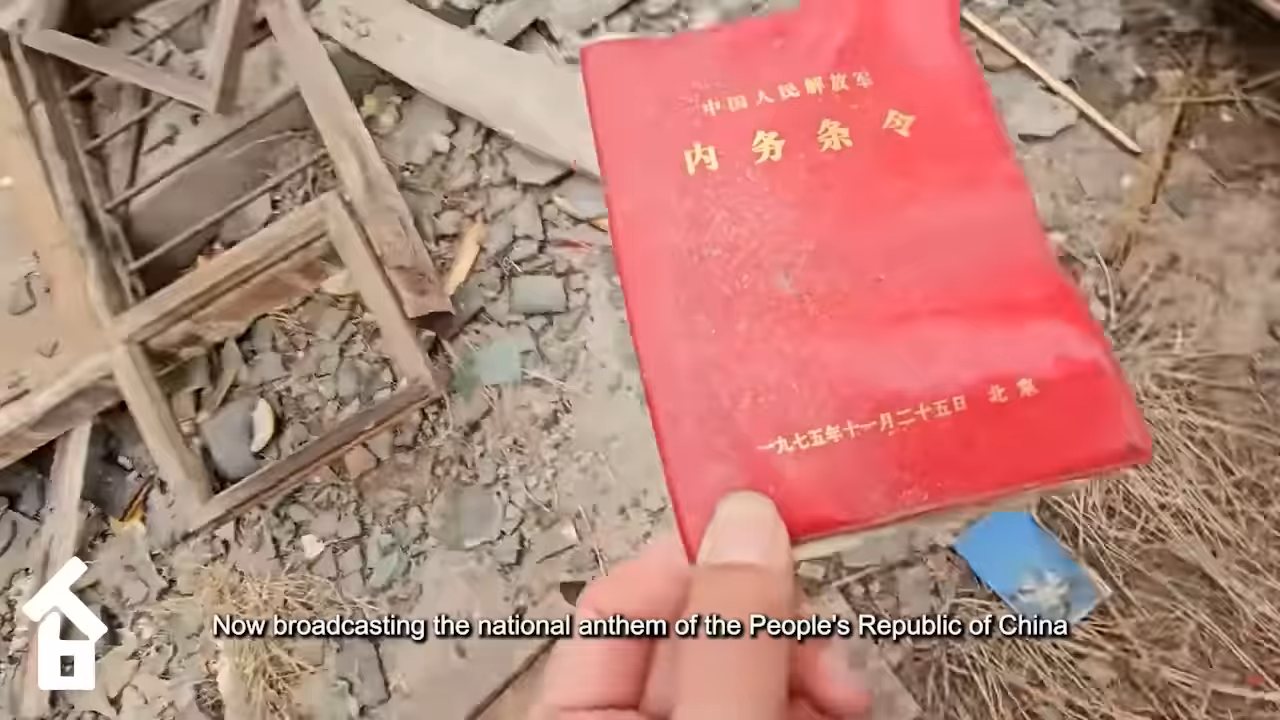 中国人民解放军
内务条令
一九七五年十一月二十五日 北京
Now broadcasting the national anthem of the People's Republic of China